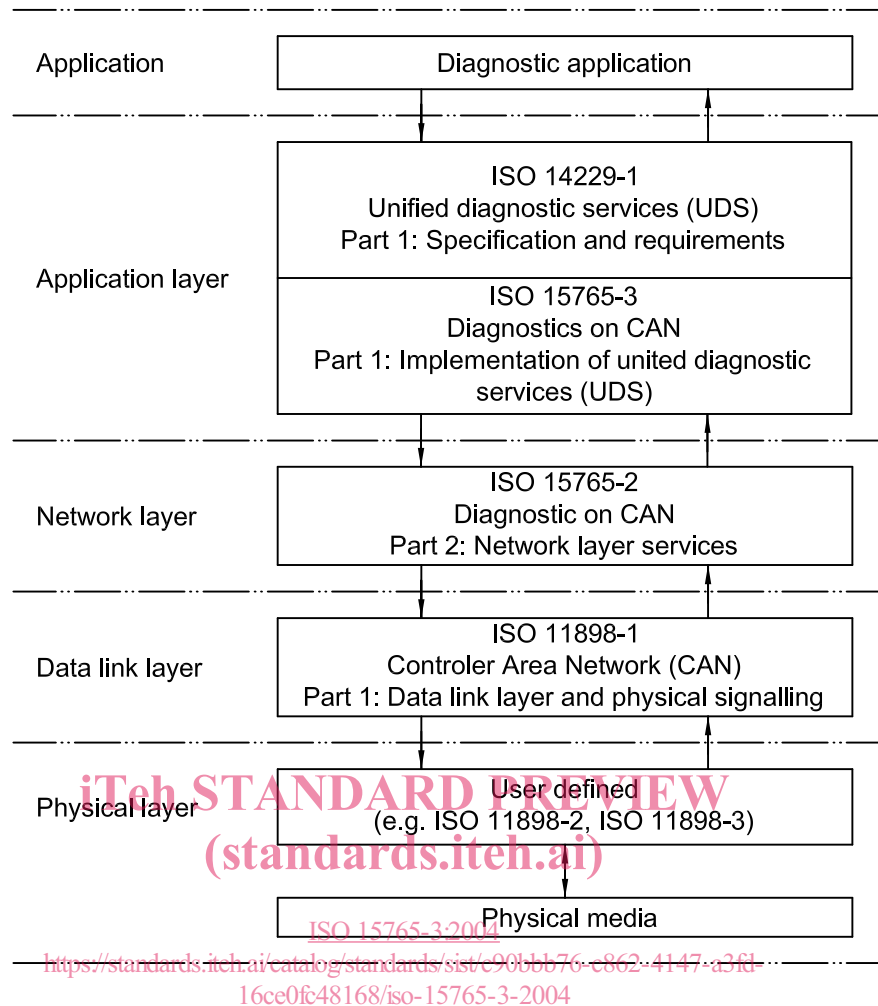 Application
Diagnostic application
Application layer
ISO 14229-1
Unified diagnostic services (UDS)
Part 1: Specification and requirements
ISO 15765-3
Diagnostics on CAN
Part 1: Implementation of united diagnostic
services (UDS)
Network layer
ISO 15765-2
Diagnostic on CAN
Part 2: Network layer services
Data link layer
ISO 11898-1
Controler Area Network (CAN)
Part 1: Data link layer and physical signalling
Physical layer
User defined
(e.g. ISO 11898-2, ISO 11898-3)
iTeh STANDARD PREVIEW
(standards.iteh.ai)
Physical media
ISO 15765-3:2004
https://standards.iteh.ai/catalog/standards/sist/c90bbb76-c862-4147-a3fd-
16ce0fc48168/iso-15765-3-2004